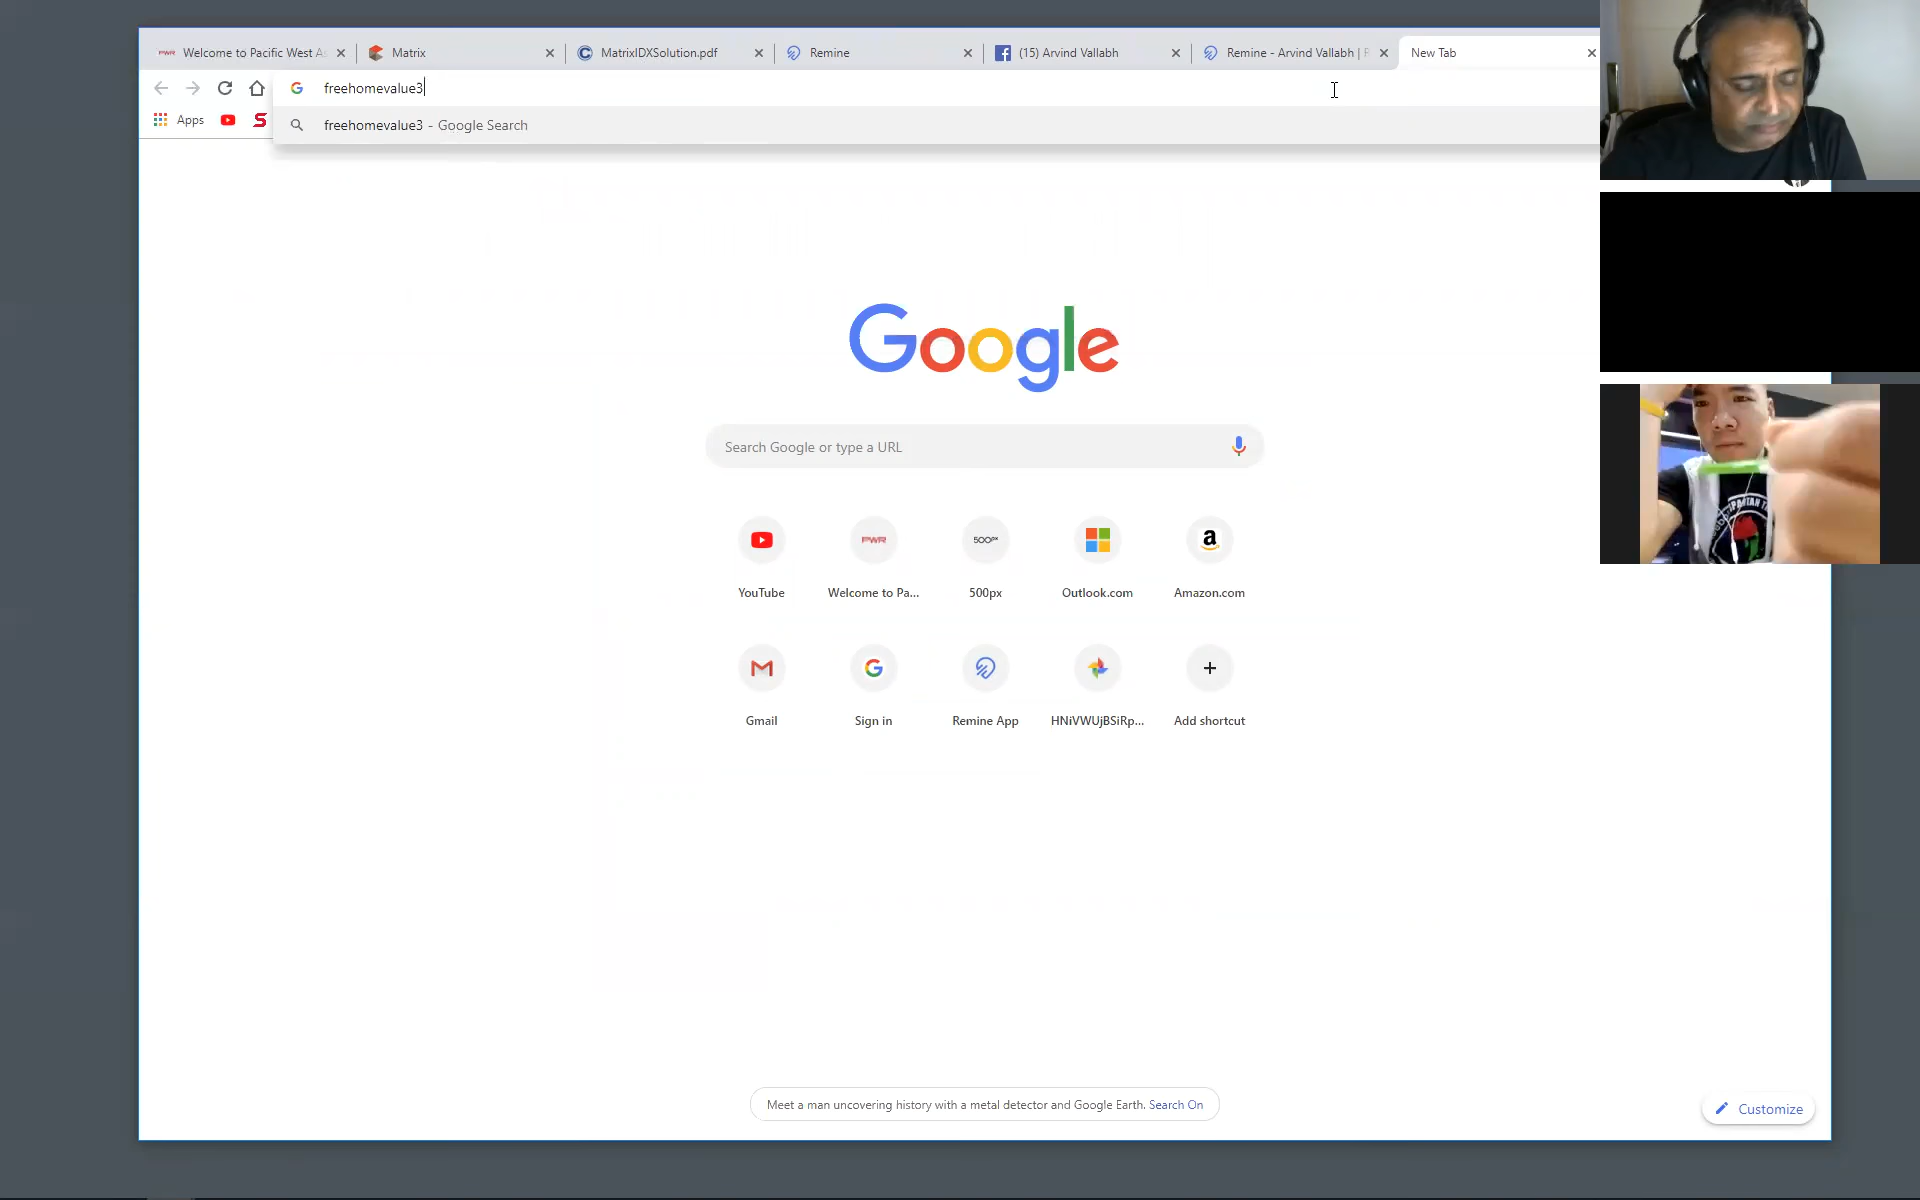 Welcome to Pacific West As
Matrix
MatrixIDXSolution.pdf
Remine
(15) Arvind Vallabh
Remine - Arvind Vallabh | R
New Tab
freehomevalue3
Apps
freehomevalue3 - Google Search
Google
Search Google or type a URL
YouTube
Welcome to Pa...
500px
Outlook.com
Amazon.com
Gmail
Sign in
Remine App
HNiVWUjBSiRp...
Add shortcut
Meet a man uncovering history with a metal detector and Google Earth. Search On
Customize